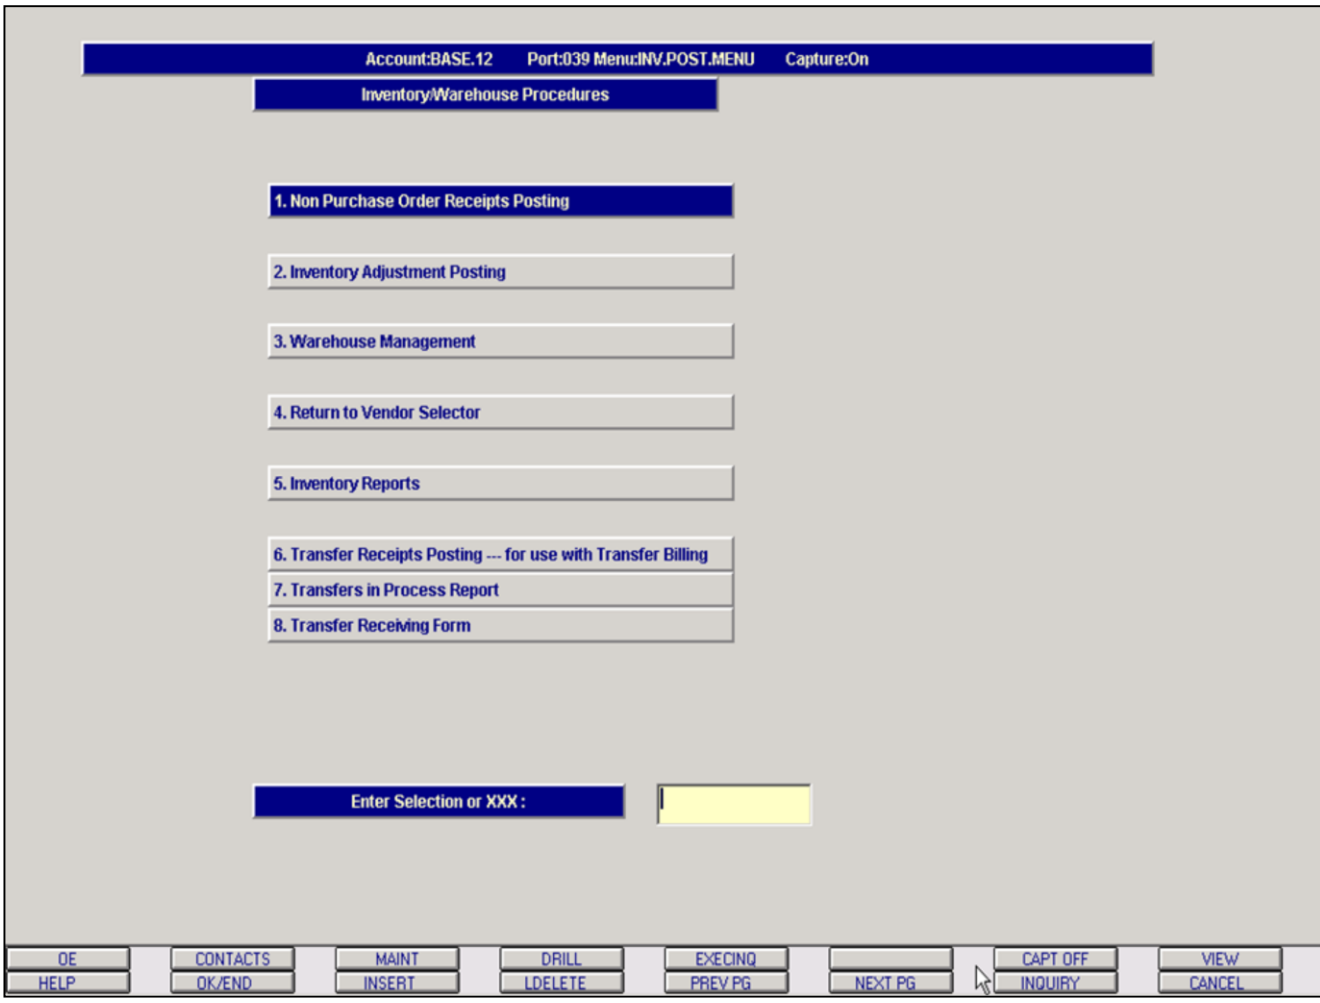 Account:BASE.12 Port:039 Menu:INV.POST.MENU Capture:On
Inventory/Warehouse Procedures
1. Non Purchase Order Receipts Posting
2. Inventory Adjustment Posting
3. Warehouse Management
4. Return to Vendor Selector
5. Inventory Reports
6. Transfer Receipts Posting --- for use with Transfer Billing
7. Transfers in Process Report
8. Transfer Receiving Form
Enter Selection or XXX :
OE CONTACTS MAINT DRILL EXECINQ CAPT OFF VIEW
HELP OK/END INSERT LDELETE PREV PG NEXT PG INQUIRY CANCEL